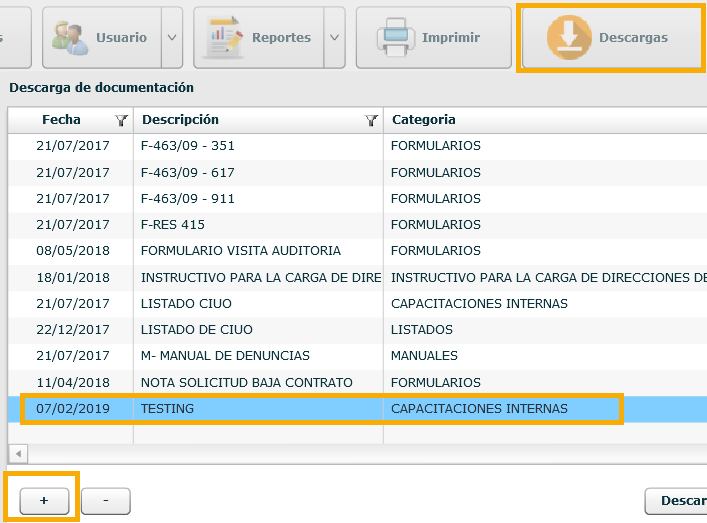 s Usuario Reportes Imprimir Descargas
Descarga de documentación
Fecha Descripción Categoria
21/07/2017 F-463/09 - 351 FORMULARIOS
21/07/2017 F-463/09 - 617 FORMULARIOS
21/07/2017 F-463/09 - 911 FORMULARIOS
21/07/2017 F-RES 415 FORMULARIOS
08/05/2018 FORMULARIO VISITA AUDITORIA FORMULARIOS
18/01/2018 INSTRUCTIVO PARA LA CARGA DE DIRE INSTRUCTIVO PARA LA CARGA DE DIRECCIONES DE
21/07/2017 LISTADO CIUO CAPACITACIONES INTERNAS
22/12/2017 LISTADO DE CIUO LISTADOS
21/07/2017 M- MANUAL DE DENUNCIAS MANUALES
11/04/2018 NOTA SOLICITUD BAJA CONTRATO FORMULARIOS
07/02/2019 TESTING CAPACITACIONES INTERNAS
+ - Descar